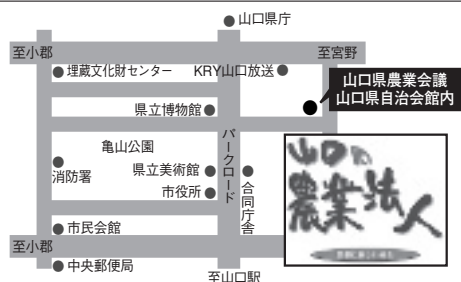 山口県庁
至小郡
至宮野
埋蔵文化財センター
KRY山口放送
山口県農業会議
山口県自治会館内
県立博物館
パークロード
亀山公園
消防署
県立美術館
市役所
合同庁舎
山口の
農業法人
市民会館
至小郡
中央郵便局
至山口駅